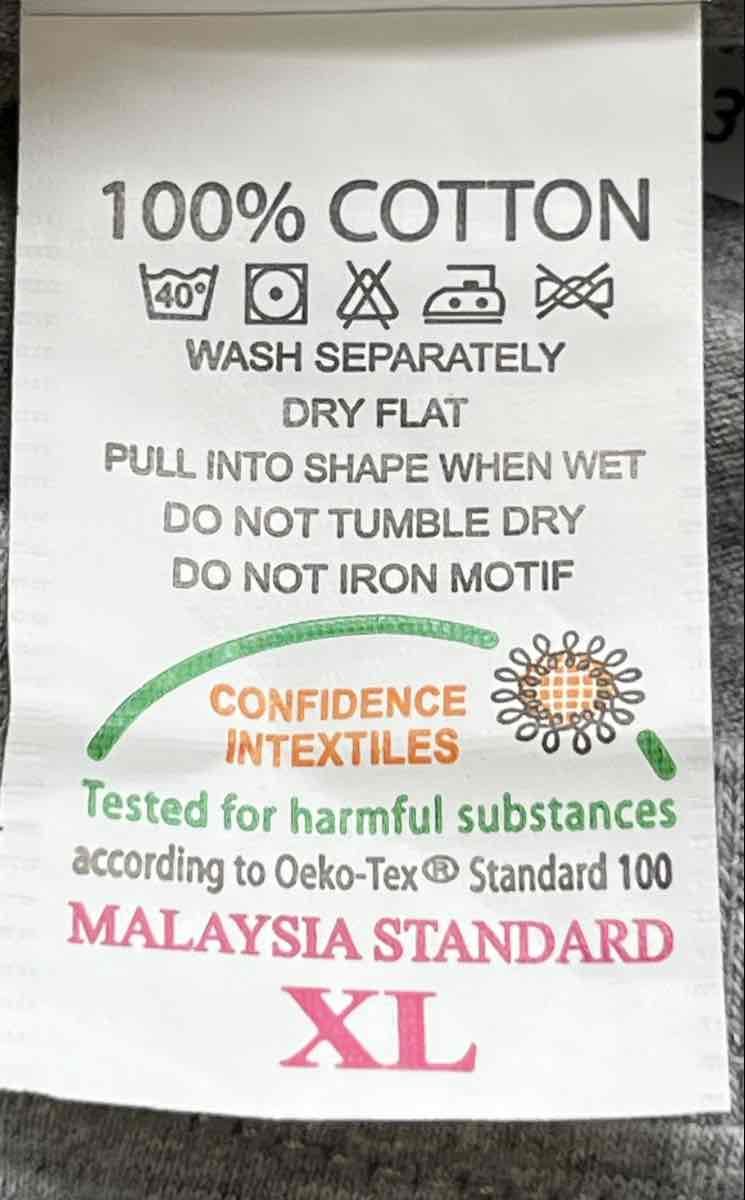 3
100% COTTON
40°
WASH SEPARATELY
DRY FLAT
PULL INTO SHAPE WHEN WET
DO NOT TUMBLE DRY
DO NOT IRON MOTIF
CONFIDENCE
INTEXTILES
Tested for harmful substances
according to Oeko-Tex® Standard 100
MALAYSIA STANDARD
XL